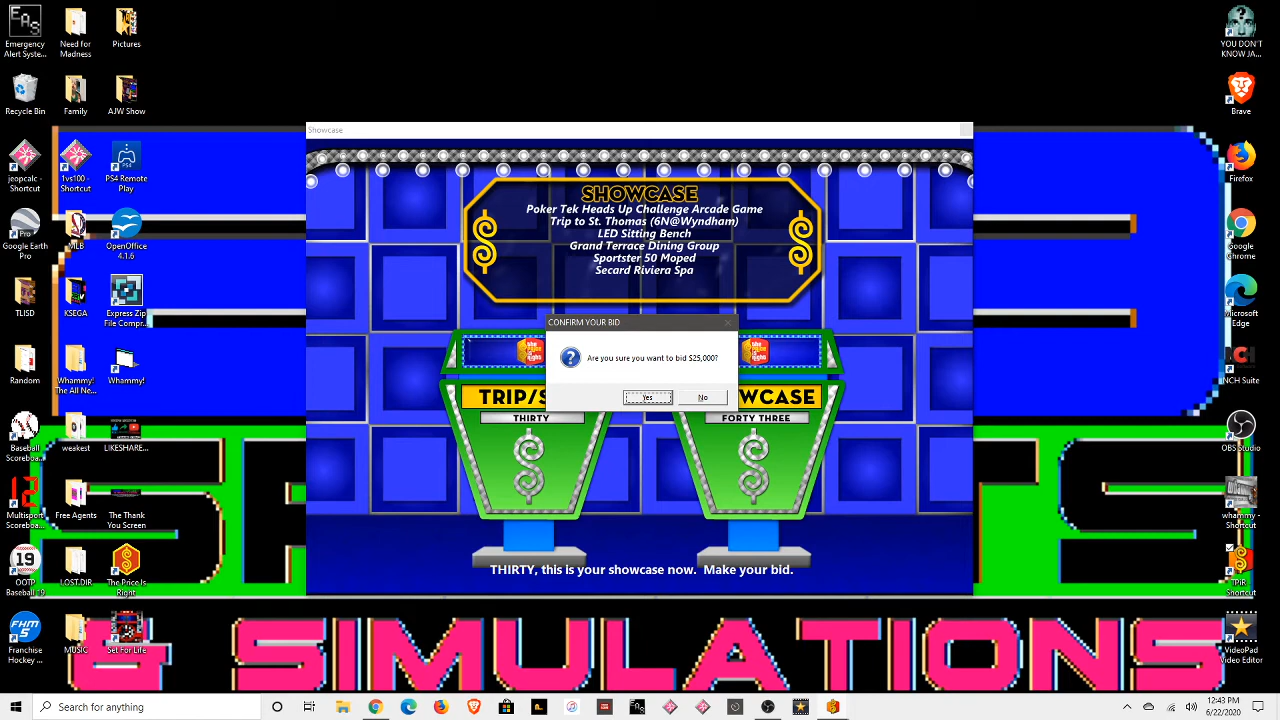 Emergency
Alert Syste...
Need for
Madness
Pictures
YOU DON'T
KNOW JA...
Recycle Bin
Family
AJW Show
Brave
jeopcalc -
Shortcut
1vs100 -
Shortcut
PS4 Remote
Play
Firefox
Google Earth
Pro
MLB
OpenOffice
4.1.6
Google
Chrome
TLISD
KSEGA
Express Zip
File Compr...
Microsoft
Edge
Random
Whammy!
The All Ne...
Whammy!
NCH Suite
Baseball
Scoreboa...
weakest
LIKESHARE...
OBS Studio
Multisport
Scoreboa...
Free Agents
The Thank
You Screen
whammy -
Shortcut
OOTP
Baseball 19
LOST.DIR
The Price Is
Right
TPiR
Shortcut
Franchise
Hockey ...
MUSIC
Set For Life
VideoPad
Video Editor
Showcase
SHOWCASE
Poker Tek Heads Up Challenge Arcade Game
Trip to St. Thomas (6N@Wyndham)
LED Sitting Bench
Grand Terrace Dining Group
Sportster 50 Moped
Secard Riviera Spa
CONFIRM YOUR BID
Are you sure you want to bid $25,000?
Yes
No
TRIP/S
WCASE
THIRTY
FORTY THREE
THIRTY, this is your showcase now. Make your bid.
& SIMULATIONS
Type here to search
12:43 PM
6/22/2020